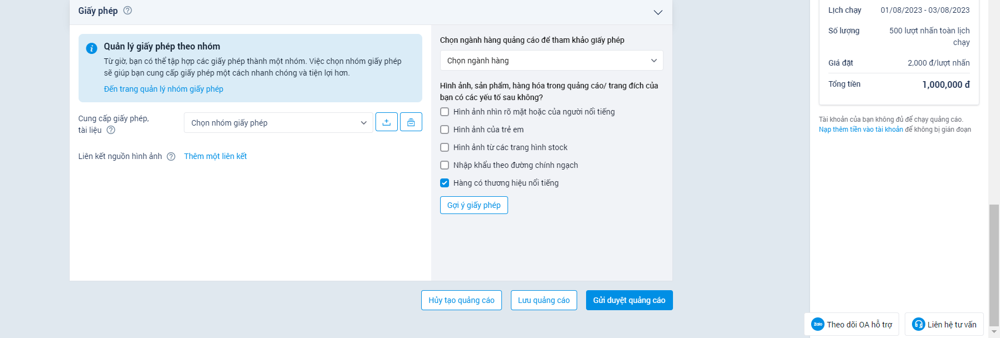 Giấy phép
Quản lý giấy phép theo nhóm
Từ giờ, bạn có thể tập hợp các giấy phép thành một nhóm. Việc chọn nhóm giấy phép
sẽ giúp bạn cung cấp giấy phép một cách nhanh chóng và tiện lợi hơn.
Đến trang quản lý nhóm giấy phép
Cung cấp giấy phép,
tài liệu
Chọn nhóm giấy phép
Liên kết nguồn hình ảnh
Thêm một liên kết
Chọn ngành hàng quảng cáo để tham khảo giấy phép
Chọn ngành hàng
Hình ảnh, sản phẩm, hàng hóa trong quảng cáo/ trang đích của
bạn có các yếu tố sau không?
Hình ảnh nhìn rõ mặt hoặc của người nổi tiếng
Hình ảnh của trẻ em
Hình ảnh từ các trang hình stock
Nhập khẩu theo đường chính ngạch
Hàng có thương hiệu nổi tiếng
Gợi ý giấy phép
Hủy tạo quảng cáo
Lưu quảng cáo
Gửi duyệt quảng cáo
Lịch chạy 01/08/2023 - 03/08/2023
Số lượng 500 lượt nhấn toàn lịch
chạy
Giá đặt 2,000 đ/lượt nhấn
Tổng tiền 1,000,000 đ
Tài khoản của bạn không đủ để chạy quảng cáo.
Nạp thêm tiền vào tài khoản để không bị gián đoạn
Zalo Theo dõi OA hỗ trợ
Liên hệ tư vấn